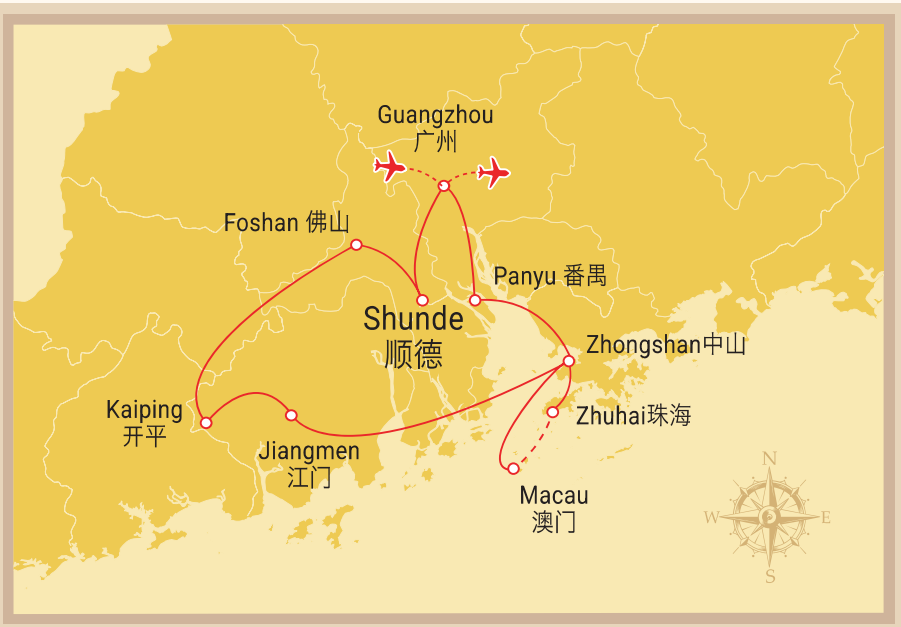 Guangzhou
广州
Foshan 佛山
Panyu 番禺
Shunde
顺德
Zhongshan中山
Kaiping
开平
Zhuhai珠海
Jiangmen
江门
Macau
澳门
N
W
E
S